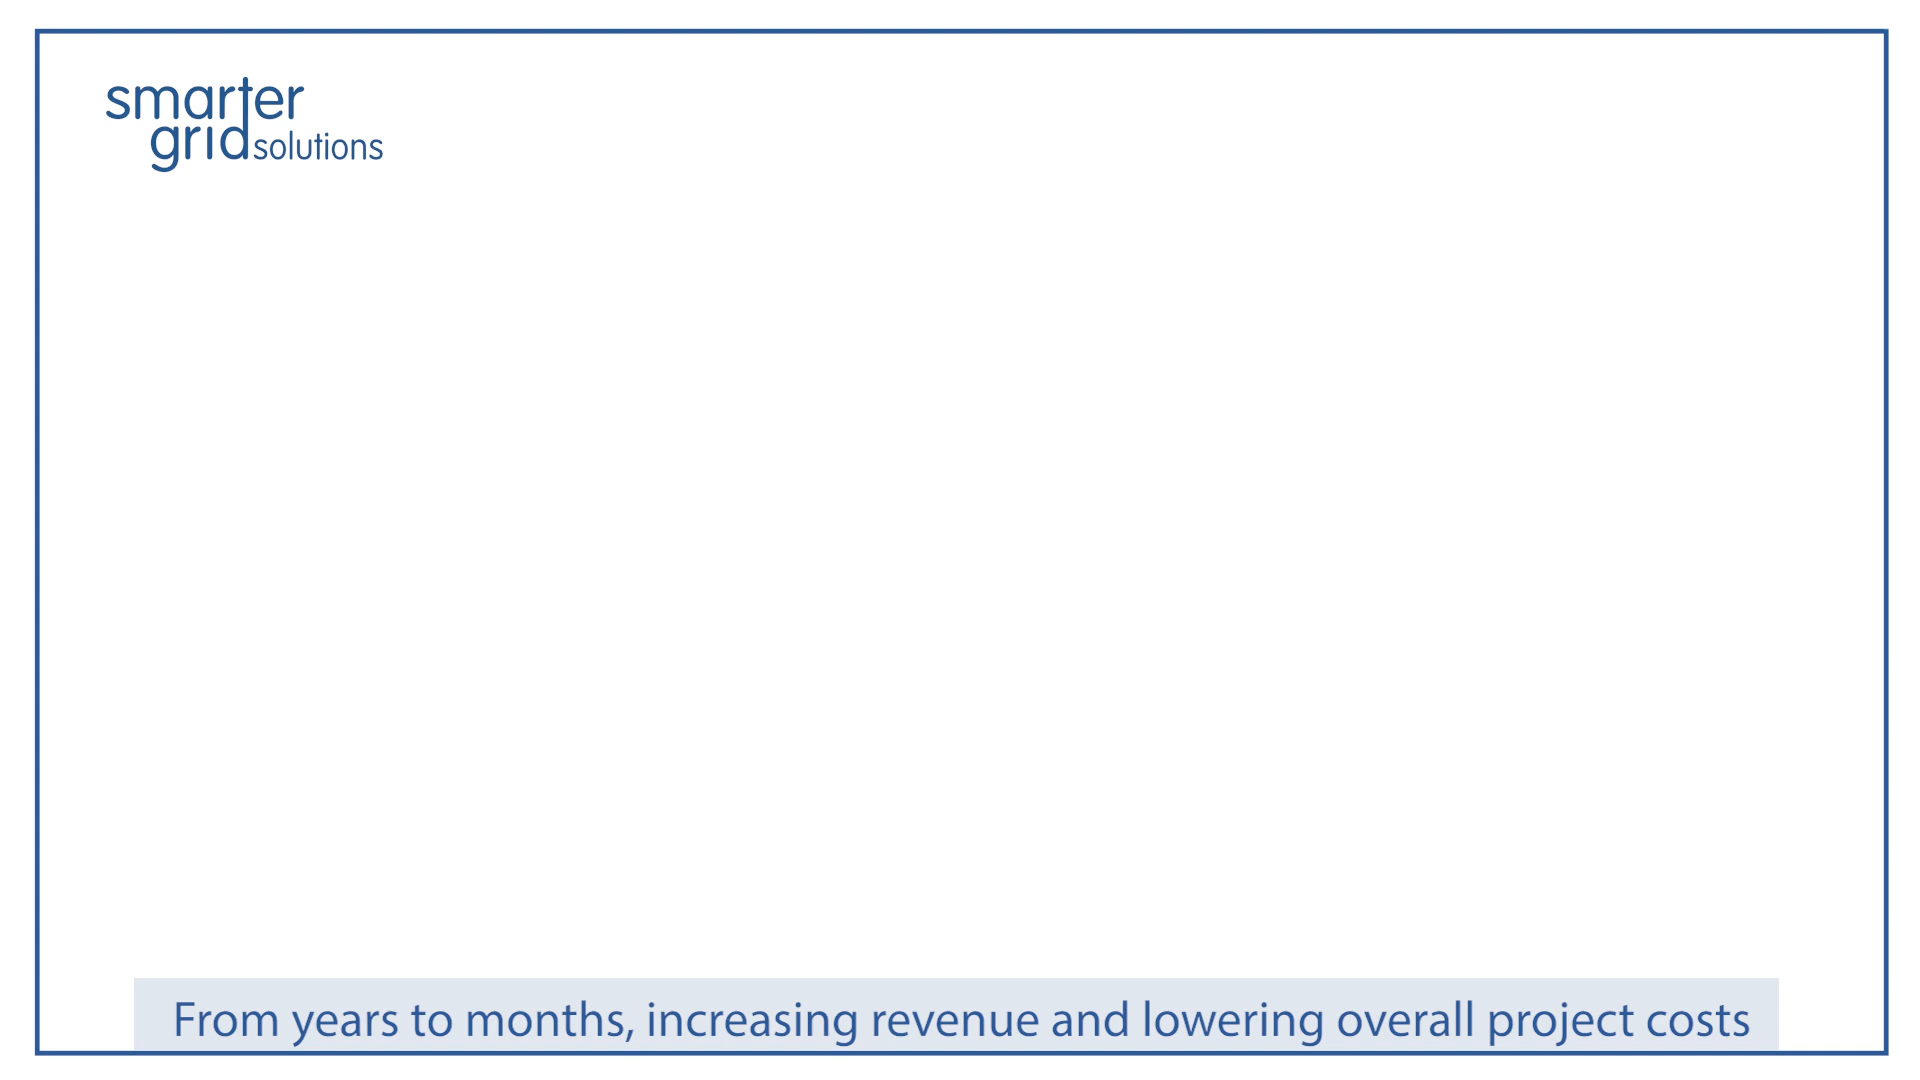 smarter
grid solutions
From years to months, increasing revenue and lowering overall project costs